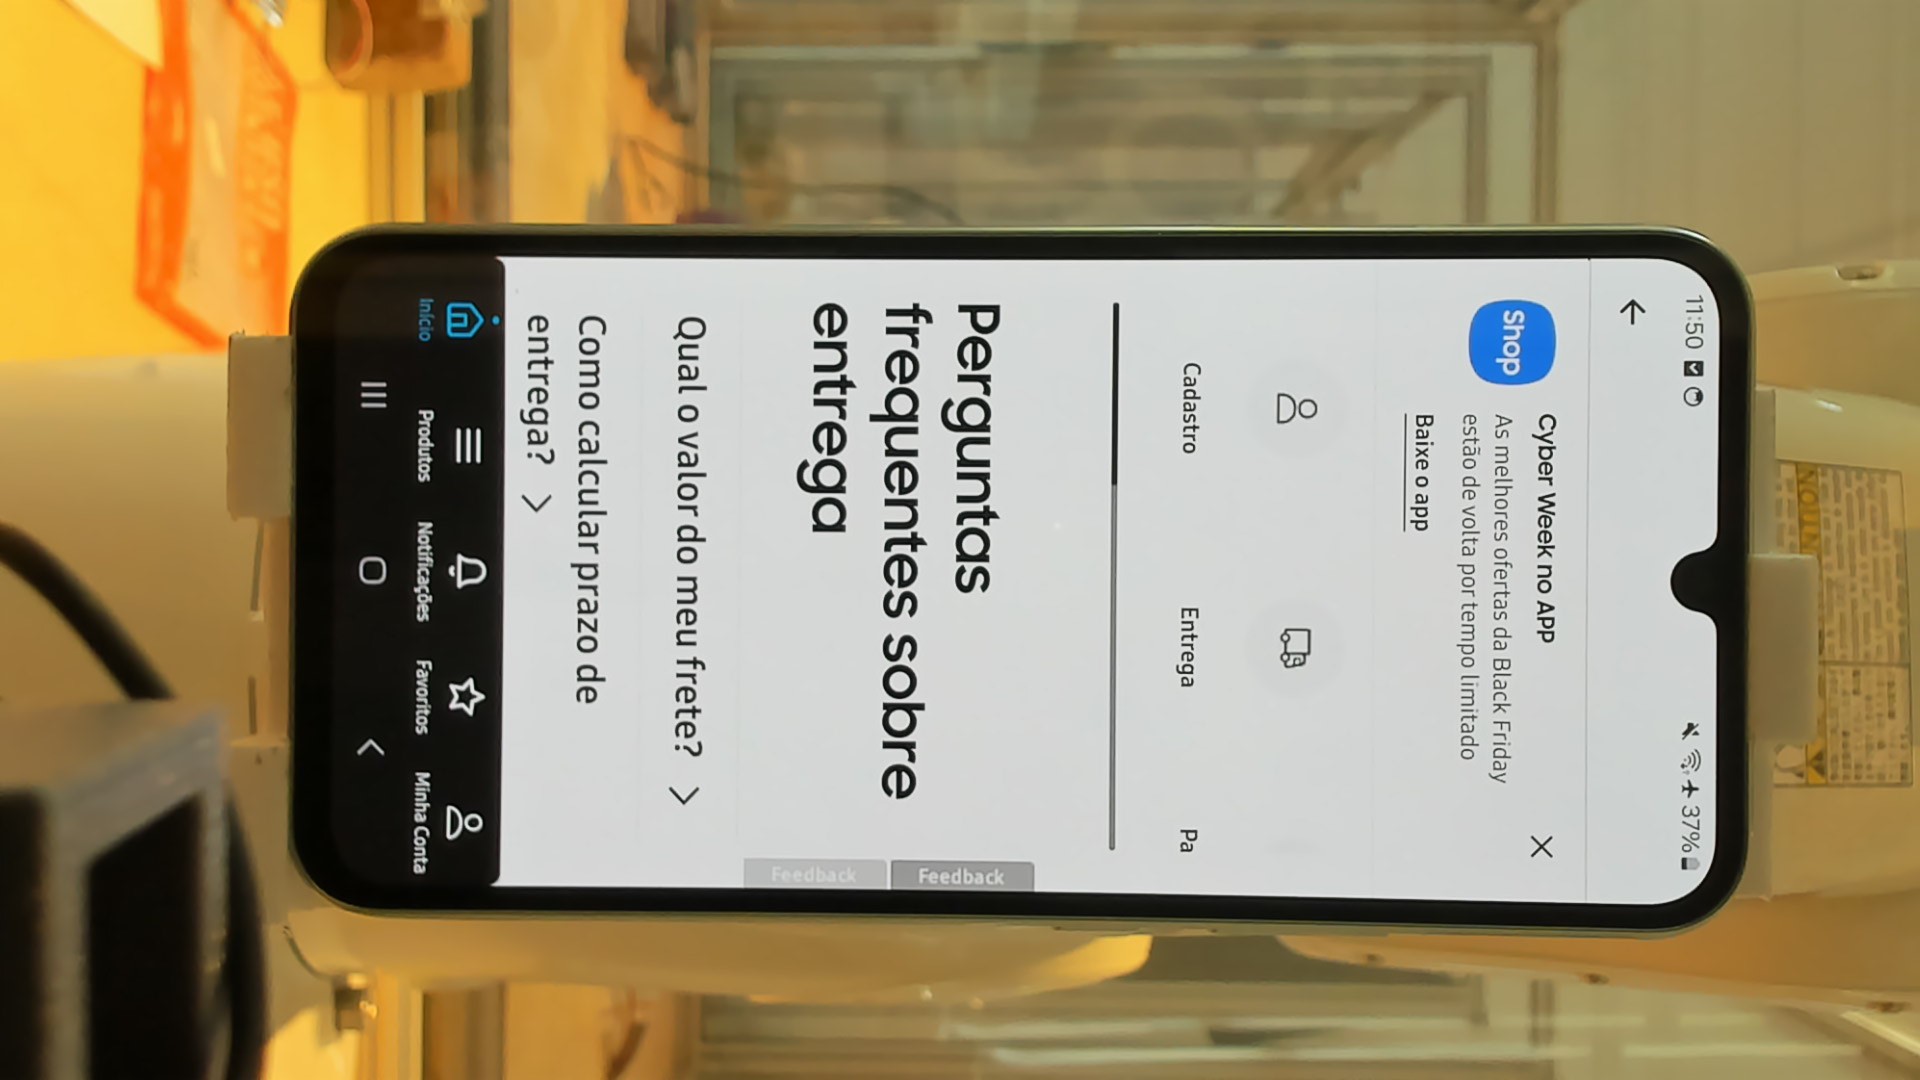 11:50
37%
Shop
Cyber Week no APP
As melhores ofertas da Black Friday
estão de volta por tempo limitado
Baixe o app
Cadastro
Entrega
Pa
Perguntas
frequentes sobre
entrega
Feedback
Feedback
Qual o valor do meu frete?
Como calcular prazo de
entrega?
Início
Produtos
Notificações
Favoritos
Minha Conta